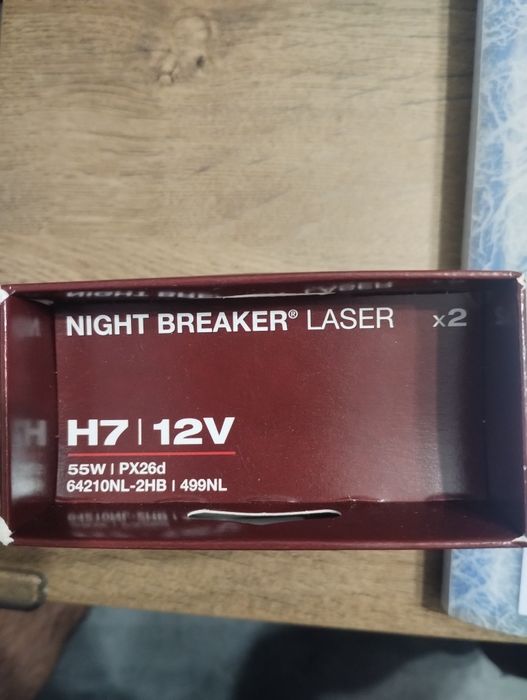 NIGHT BREAKER® LASER x2
H7 | 12V
55W | PX26d
64210NL-2HB | 499NL